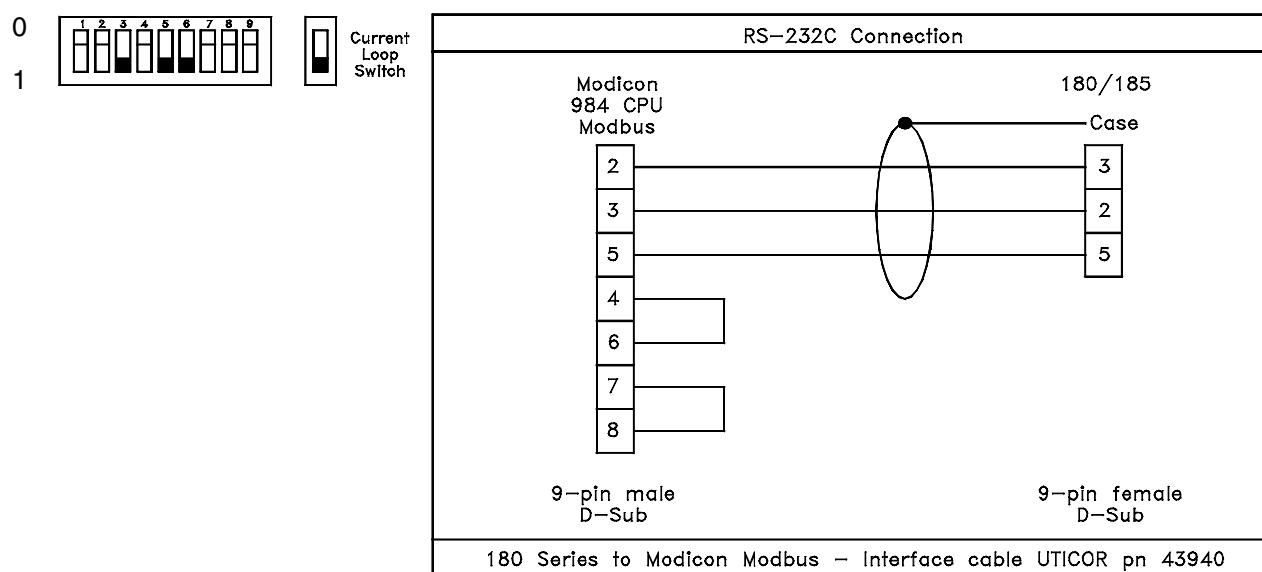 0
1
1 2 3 4 5 6 7 8 9
Current
Loop
Switch
RS-232C Connection
Modicon
984 CPU
Modbus
180/185
Case
2
3
5
4
6
7
8
3
2
5
9-pin male
D-Sub
9-pin female
D-Sub
180 Series to Modicon Modbus - Interface cable UTICOR pn 43940